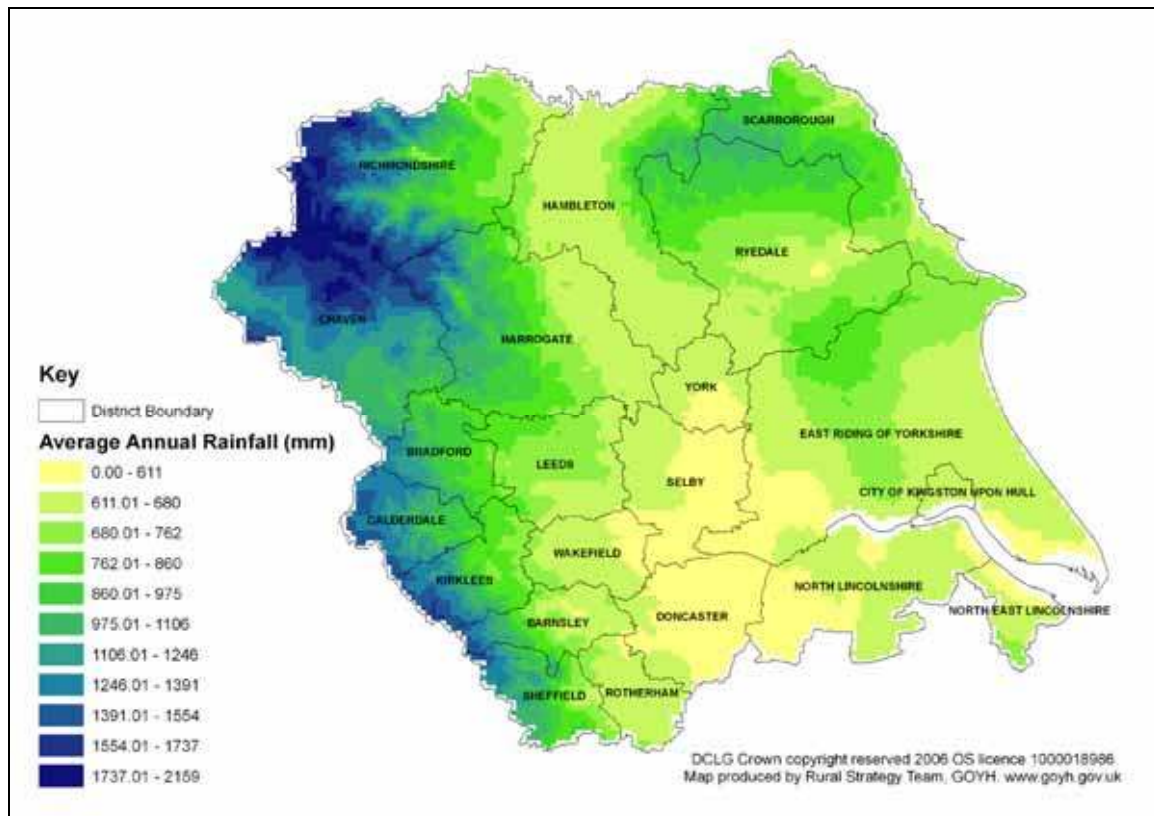 SCARBOROUGH
RICHMONDSHIRE
HAMBLETON
RYEDALE
CRAVEN
HARROGATE
YORK
EAST RIDING OF YORKSHIRE
BRADFORD
LEEDS
SELBY
CITY OF KINGSTON UPON HULL
CALDERDALE
WAKEFIELD
KIRKLEES
NORTH LINCOLNSHIRE
NORTH EAST LINCOLNSHIRE
BARNSLEY
DONCASTER
SHEFFIELD
ROTHERHAM
Key
District Boundary
Average Annual Rainfall (mm)
0.00 - 611
611.01 - 680
680.01 - 762
762.01 - 860
860.01 - 975
975.01 - 1106
1106.01 - 1246
1246.01 - 1391
1391.01 - 1554
1554.01 - 1737
1737.01 - 2159
DCLG Crown copyright reserved 2006 OS licence 1000018986
Map produced by Rural Strategy Team, GOYH. www.goyh.gov.uk